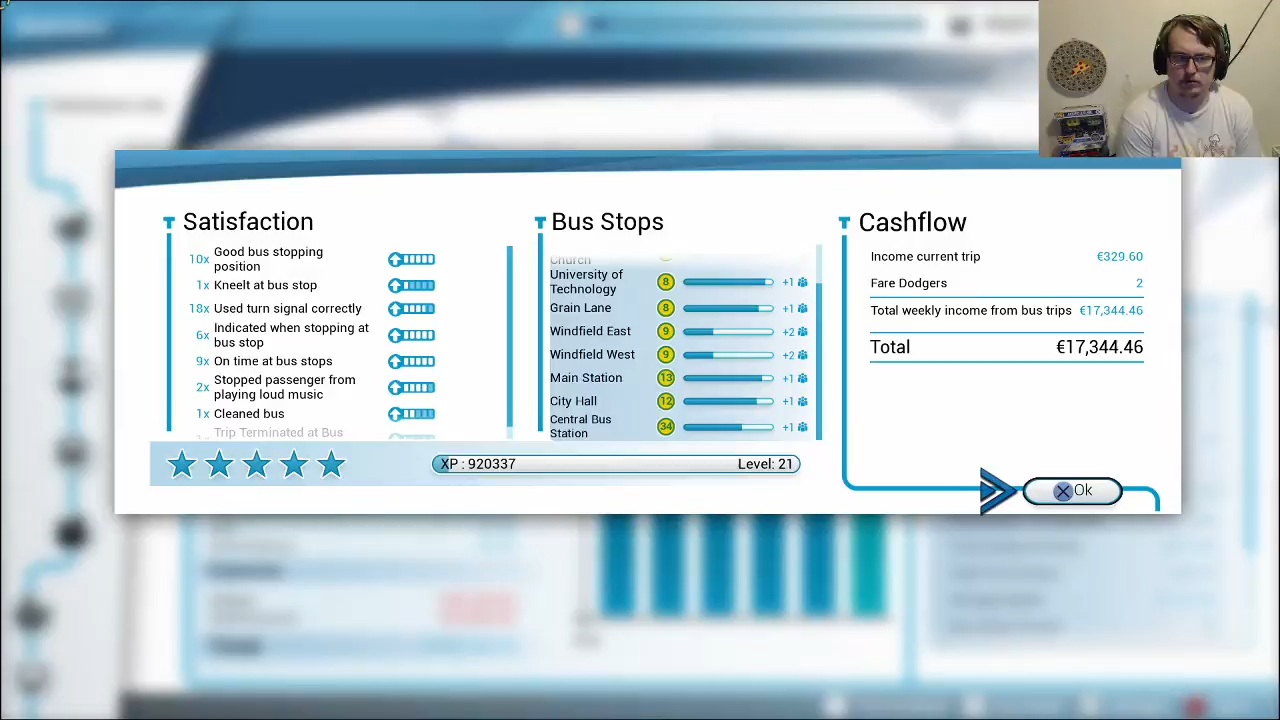 Satisfaction
10x Good bus stopping
position
1x Kneelt at bus stop
18x Used turn signal correctly
6x Indicated when stopping at
bus stop
9x On time at bus stops
2x Stopped passenger from
playing loud music
1x Cleaned bus
Trip Terminated at Bus
XP : 920337 Level: 21
Bus Stops
Church
University of
Technology 8 +1
Grain Lane 8 +1
Windfield East 9 +2
Windfield West 9 +2
Main Station 13 +1
City Hall 12 +1
Central Bus
Station 34 +1
Cashflow
Income current trip €329.60
Fare Dodgers 2
Total weekly income from bus trips €17,344.46
Total €17,344.46
Ok